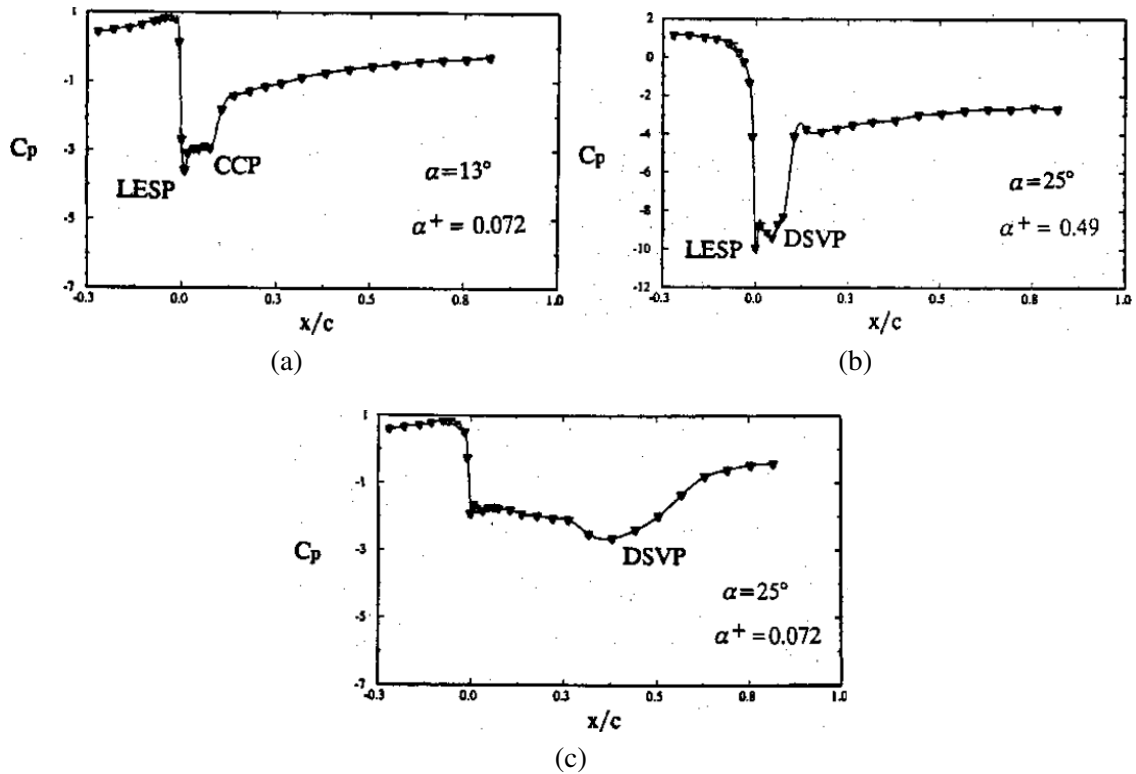 1
-1
-3
-5
-7
Cp
LESP
CCP
α=13°
α+ = 0.072
-0.3
0.0
0.3
0.5
0.8
1.0
x/c
(a)
2
0
-2
-4
-6
-8
-10
-12
Cp
LESP
DSVP
α=25°
α+ = 0.49
-0.3
0.0
0.3
0.5
0.8
1.0
x/c
(b)
1
-1
-3
-5
-7
Cp
DSVP
α=25°
α+ =0.072
-0.3
0.0
0.3
0.5
0.8
1.0
x/c
(c)